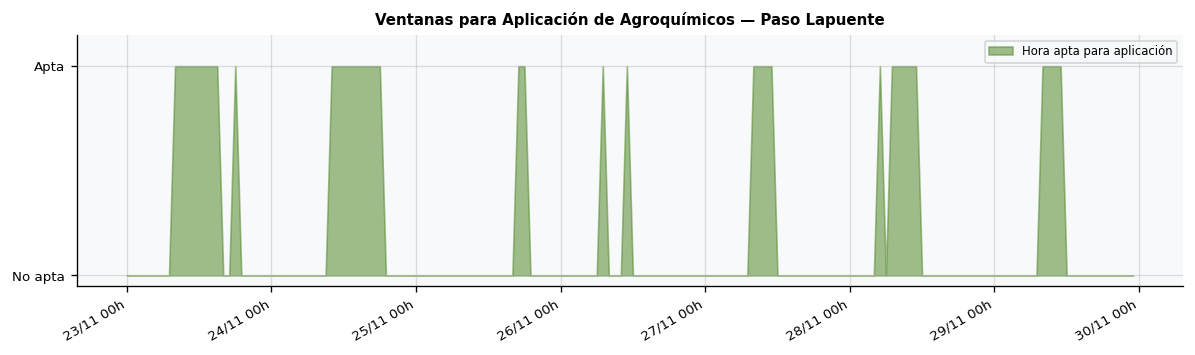 Ventanas para Aplicación de Agroquímicos — Paso Lapuente
Hora apta para aplicación
Apta
No apta
23/11 00h
24/11 00h
25/11 00h
26/11 00h
27/11 00h
28/11 00h
29/11 00h
30/11 00h